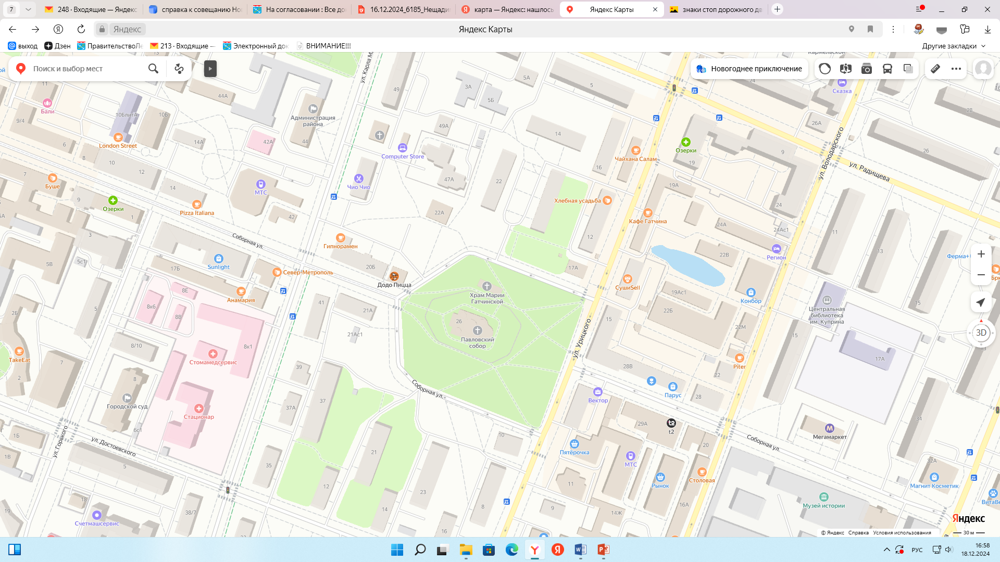 7
248 · Входящие — Яндекс
справка к совещанию Нов
На согласовании : Все до
16.12.2024_6185_Нещади
карта — Яндекс: нашлось
Яндекс Карты
знаки стоп дорожного дв
Яндекс
Яндекс Карты
выход
Дзен
ПравительствоЛе
213 · Входящие —
Электронный док
ВНИМАНИЕ!!!
Другие закладки
Поиск и выбор мест
Новогоднее приключение
ул. Карла М
13
11
44А
49
3А
5А
5Б
5
24
Сказка
28
Бали
10БлитА
10Б
9/4
Администрация
района
44
49А
14
26А
26
London Street
6
14А
42А
Computer Store
Озерки
9
19
ул. Володарского
ул. Радищева
8
10
12
7
Буше
14
МТС
Чио Чио
47А
22
16
Чайхана Салам
19А
24
Озерки
9
1
Pizza Italiana
42
22А
Хлебная усадьба
Кафе Гатчина
24А
24Ас1
11
3
Соборная ул.
Гипнорамен
12
22В
Регион
13
Ферма+
5В
5с1
17Б
Sunlight
Север-Метрополь
20Б
Додо Пицца
17А
СушиSell
19Ас1
Конбор
15
8Е
Анамария
41
21А
Храм Марии
Гатчинской
26
Павловский
собор
15
22Б
22М
Центральная
библиотека
им. Куприна
2Б
5
8к6
8В
8к1
21Ас1
8/10
Стомамедсервис
TakeEat
7
2
39
ул. Урицкого
28В
Piter
22
15
17А
8
Городской суд
37
37А
Соборная ул.
Вектор
Парус
28
Стационар
6с1
1Б
ул. Горького
ул. Достоевского
29А
t2
Мегамаркет
34
10
20
Соборная ул.
Пятёрочка
МТС
21
1В
5
35
12
11
Рынок
Столовая
32А
Магнит Косметик
23
14
8
9
16А
14Ж
Музей истории
19
18
38/7
Счетмашсервис
16
Яндекс
© Яндекс Справка Условия использования
30 м
3D
РУС
16:58
18.12.2024